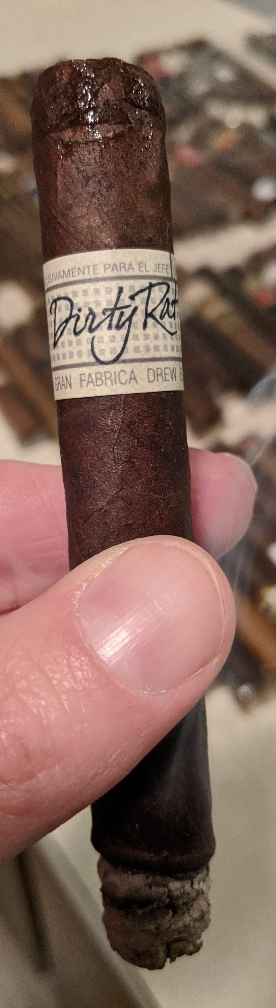 SIVAMENTE PARA EL JEFE
Dirty Rat
GRAN FABRICA DREW